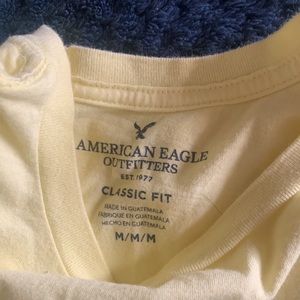 AMERICAN EAGLE
OUTFITTERS
EST. 1977
CLASSIC FIT
MADE IN GUATEMALA
FABRIQUÉ EN GUATEMALA
HECHO EN GUATEMALA
M/M/M